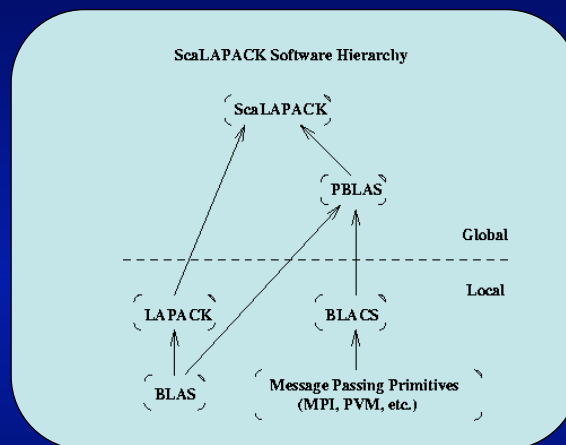 ScaLAPACK Software Hierarchy
ScaLAPACK
PBLAS
Global
Local
LAPACK
BLACS
BLAS
Message Passing Primitives
(MPI, PVM, etc.)